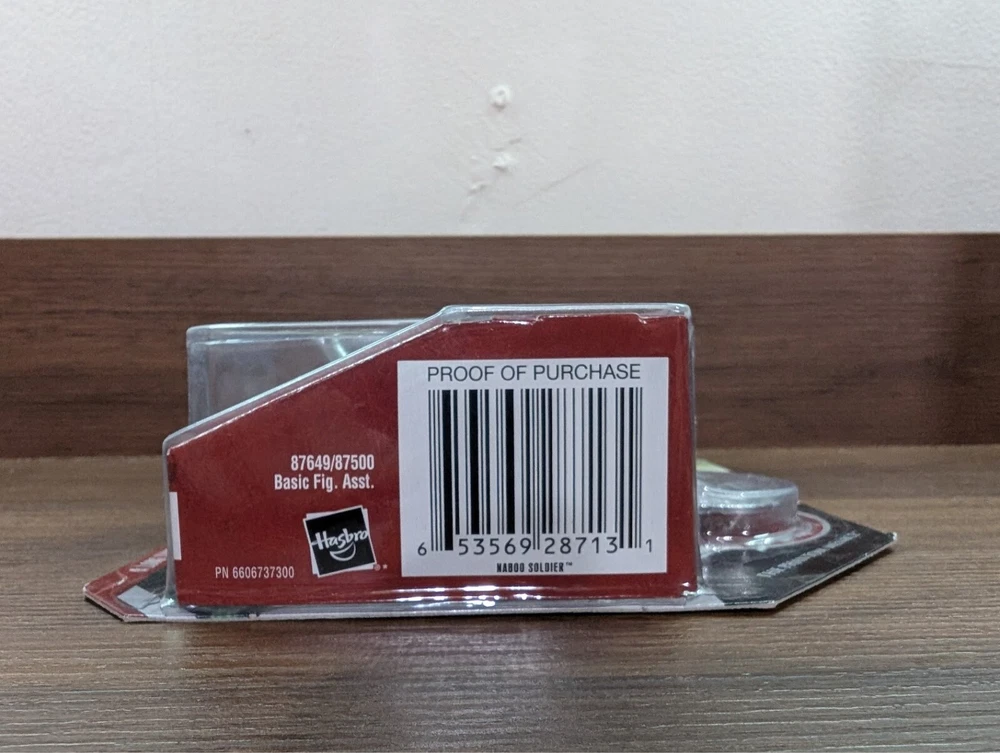 PROOF OF PURCHASE
87649/87500
Basic Fig. Asst.
Hasbro
PN 6606737300
6 53569 28713 1
NABOO SOLDIER™